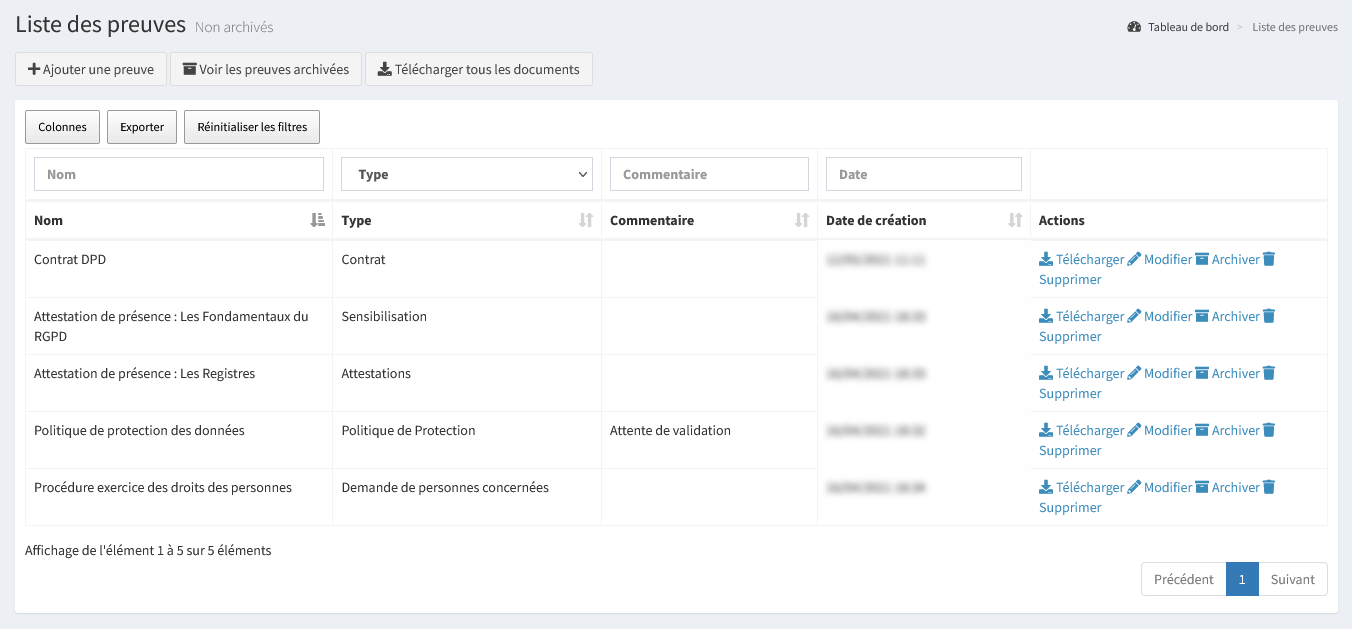 Liste des preuves Non archivés
Tableau de bord > Liste des preuves
Ajouter une preuve Voir les preuves archivées Télécharger tous les documents
Colonnes Exporter Réinitialiser les filtres
Nom Type Commentaire Date
Nom Type Commentaire Date de création Actions
Contrat DPD Contrat Télécharger Modifier Archiver
Supprimer
Attestation de présence : Les Fondamentaux du Sensibilisation Télécharger Modifier Archiver
RGPD Supprimer
Attestation de présence : Les Registres Attestations Télécharger Modifier Archiver
Supprimer
Politique de protection des données Politique de Protection Attente de validation Télécharger Modifier Archiver
Supprimer
Procédure exercice des droits des personnes Demande de personnes concernées Télécharger Modifier Archiver
Supprimer
Affichage de l'élément 1 à 5 sur 5 éléments
Précédent 1 Suivant